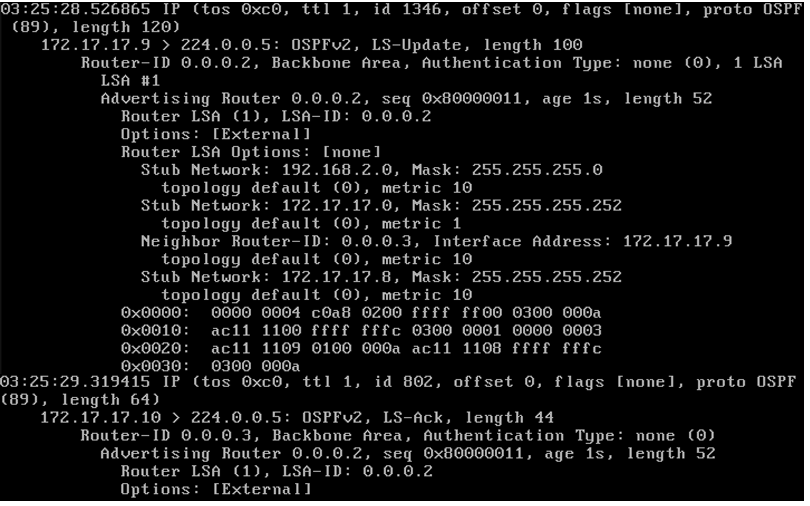 03:25:28.526865 IP (tos 0xc0, ttl 1, id 1346, offset 0, flags [none], proto OSPF
(89), length 120)
172.17.17.9 > 224.0.0.5: OSPFv2, LS-Update, length 100
Router-ID 0.0.0.2, Backbone Area, Authentication Type: none (0), 1 LSA
LSA #1
Advertising Router 0.0.0.2, seq 0x80000011, age 1s, length 52
Router LSA (1), LSA-ID: 0.0.0.2
Options: [External]
Router LSA Options: [none]
Stub Network: 192.168.2.0, Mask: 255.255.255.0
topology default (0), metric 10
Stub Network: 172.17.17.0, Mask: 255.255.255.252
topology default (0), metric 1
Neighbor Router-ID: 0.0.0.3, Interface Address: 172.17.17.9
topology default (0), metric 10
Stub Network: 172.17.17.8, Mask: 255.255.255.252
topology default (0), metric 10
0x0000: 0000 0004 c0a8 0200 ffff ff00 0300 000a
0x0010: ac11 1100 ffff fffc 0300 0001 0000 0003
0x0020: ac11 1109 0100 000a ac11 1108 ffff fffc
0x0030: 0300 000a
03:25:29.319415 IP (tos 0xc0, ttl 1, id 802, offset 0, flags [none], proto OSPF
(89), length 64)
172.17.17.10 > 224.0.0.5: OSPFv2, LS-Ack, length 44
Router-ID 0.0.0.3, Backbone Area, Authentication Type: none (0)
Advertising Router 0.0.0.2, seq 0x80000011, age 1s, length 52
Router LSA (1), LSA-ID: 0.0.0.2
Options: [External]